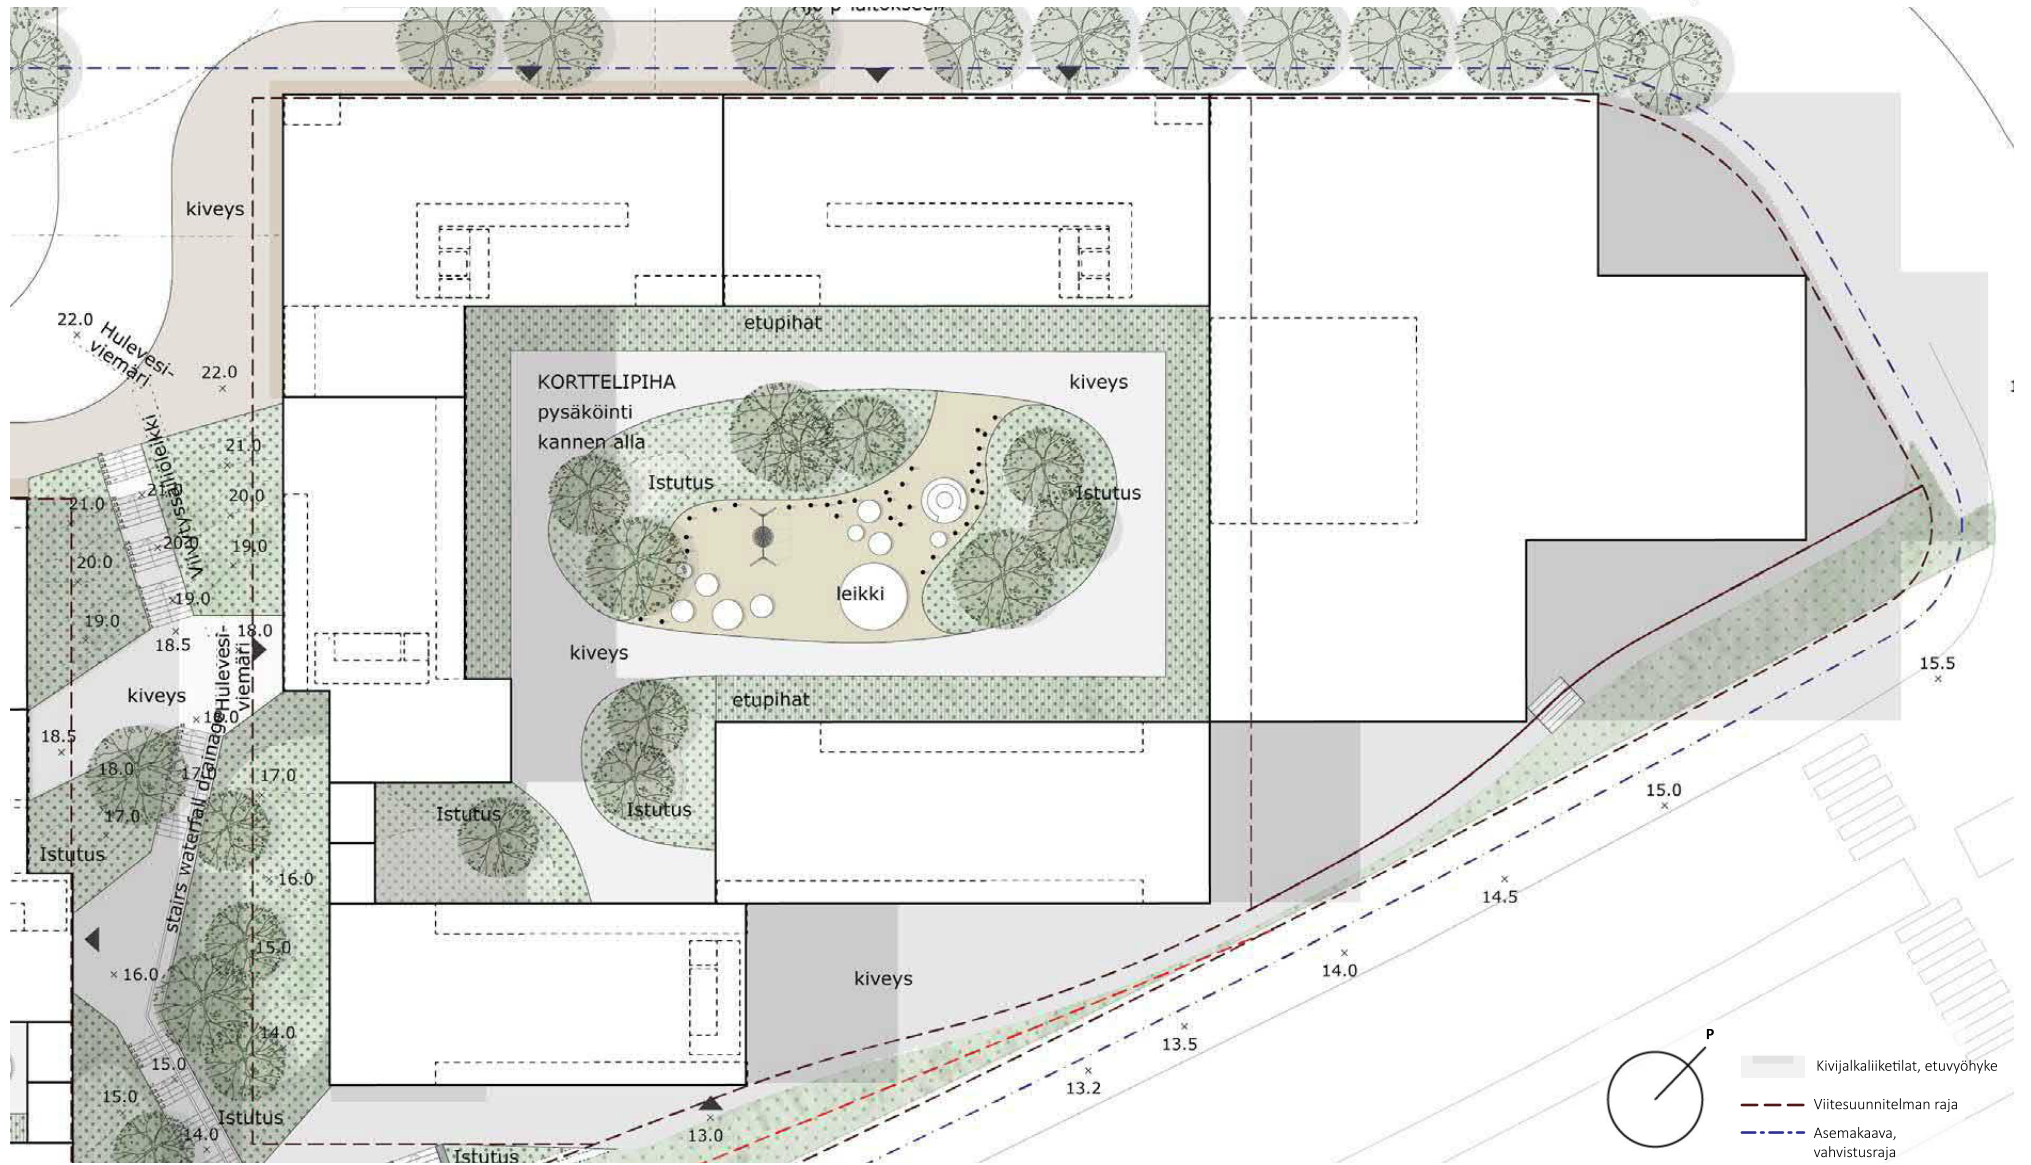 kiveys
22.0
Hulevesi-
viemäri
22.0
etupihat
KORTTELIPIHA
pysäköinti
kannen alla
kiveys
Istutus
Istutus
leikki
kiveys
etupihat
Istutus
Istutus
21.0
20.0
19.0
18.0
21.0
20.0
19.0
18.5
kiveys
18.5
18.0
17.0
Istutus
17.0
16.0
16.0
15.0
14.0
15.0
15.0
14.0
Istutus
Istutus
Hulevesi-
viemäri
stairs waterfall drainage
kiveys
13.0
13.2
13.5
14.0
14.5
15.0
15.5
P
Kivijalkaliiketilat, etuvyöhyke
Viitesuunnitelman raja
Asemakaava,
vahvistusraja